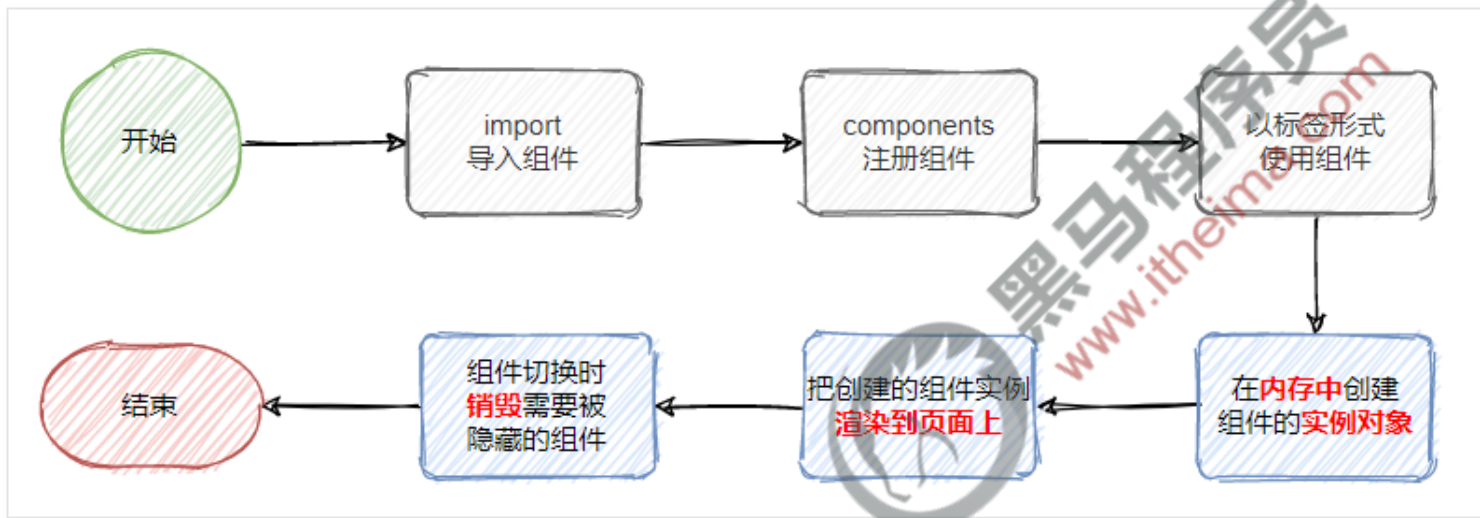 开始
import
导入组件
components
注册组件
以标签形式
使用组件
在内存中创建
组件的实例对象
把创建的组件实例
渲染到页面上
组件切换时
销毁需要被
隐藏的组件
结束
黑马程序员
www.itheima.com